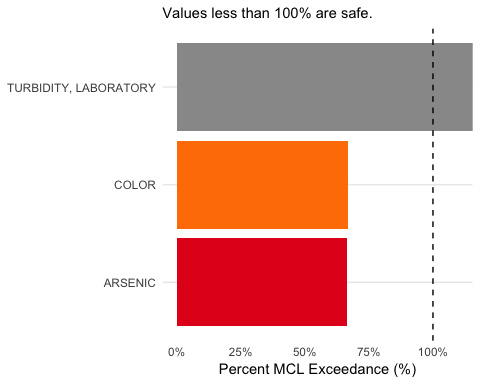 Values less than 100% are safe.
TURBIDITY, LABORATORY
COLOR
ARSENIC
0% 25% 50% 75% 100%
Percent MCL Exceedance (%)